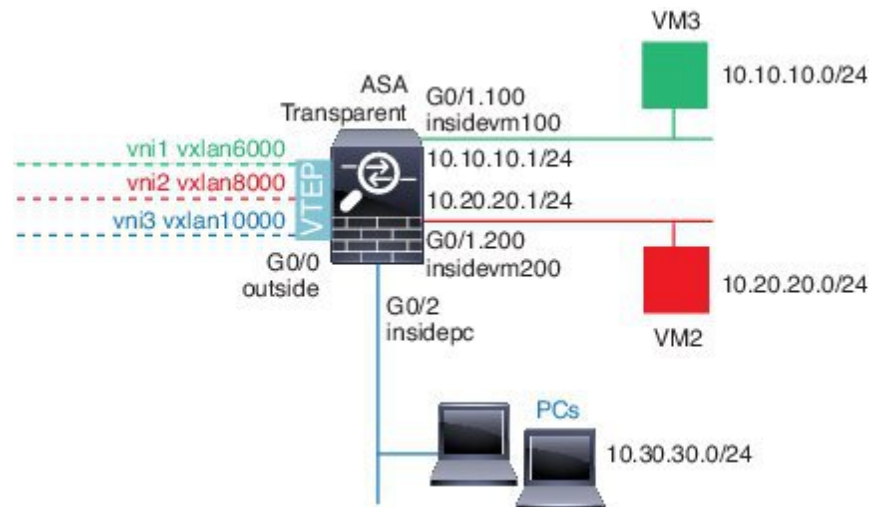 VM3
10.10.10.0/24
ASA
Transparent
G0/1.100
insidevm100
vni1 vxlan6000
vni2 vxlan8000
vni3 vxlan10000
VTEP
10.10.10.1/24
10.20.20.1/24
G0/0
outside
G0/1.200
insidevm200
10.20.20.0/24
VM2
G0/2
insidepc
PCs
10.30.30.0/24